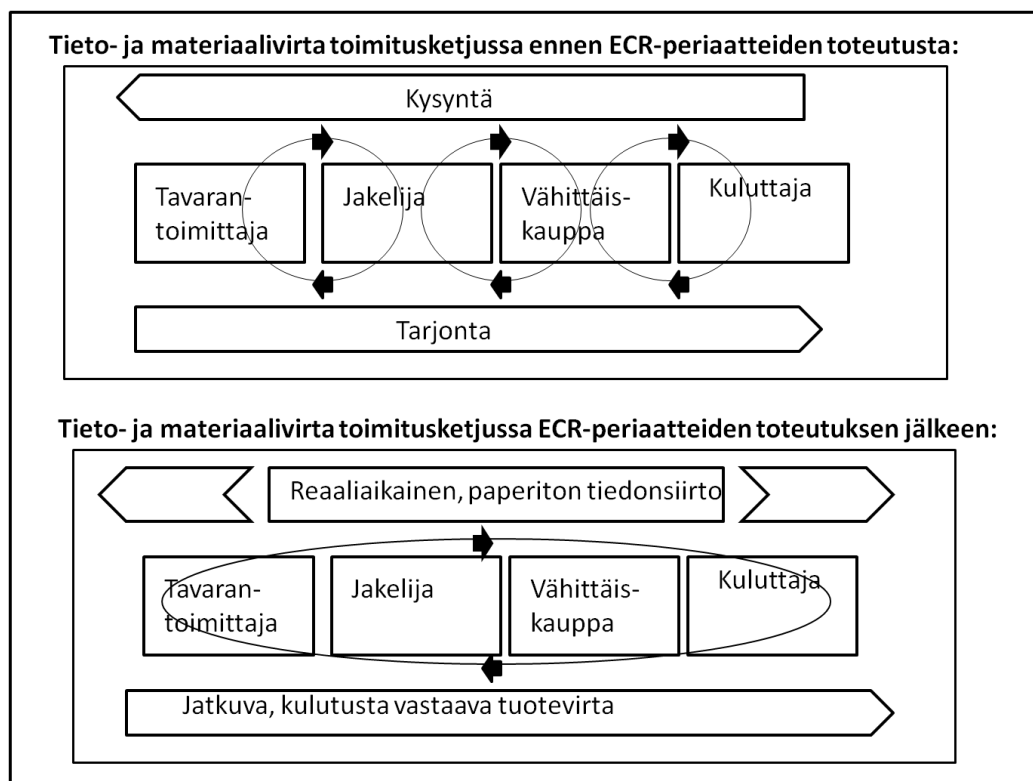 Tieto- ja materiaalivirta toimitusketjussa ennen ECR-periaatteiden toteutusta:
Kysyntä
Tavaran-
toimittaja
Jakelija
Vähittäis-
kauppa
Kuluttaja
Tarjonta
Tieto- ja materiaalivirta toimitusketjussa ECR-periaatteiden toteutuksen jälkeen:
Reaaliaikainen, paperiton tiedonsiirto
Tavaran-
toimittaja
Jakelija
Vähittäis-
kauppa
Kuluttaja
Jatkuva, kulutusta vastaava tuotevirta